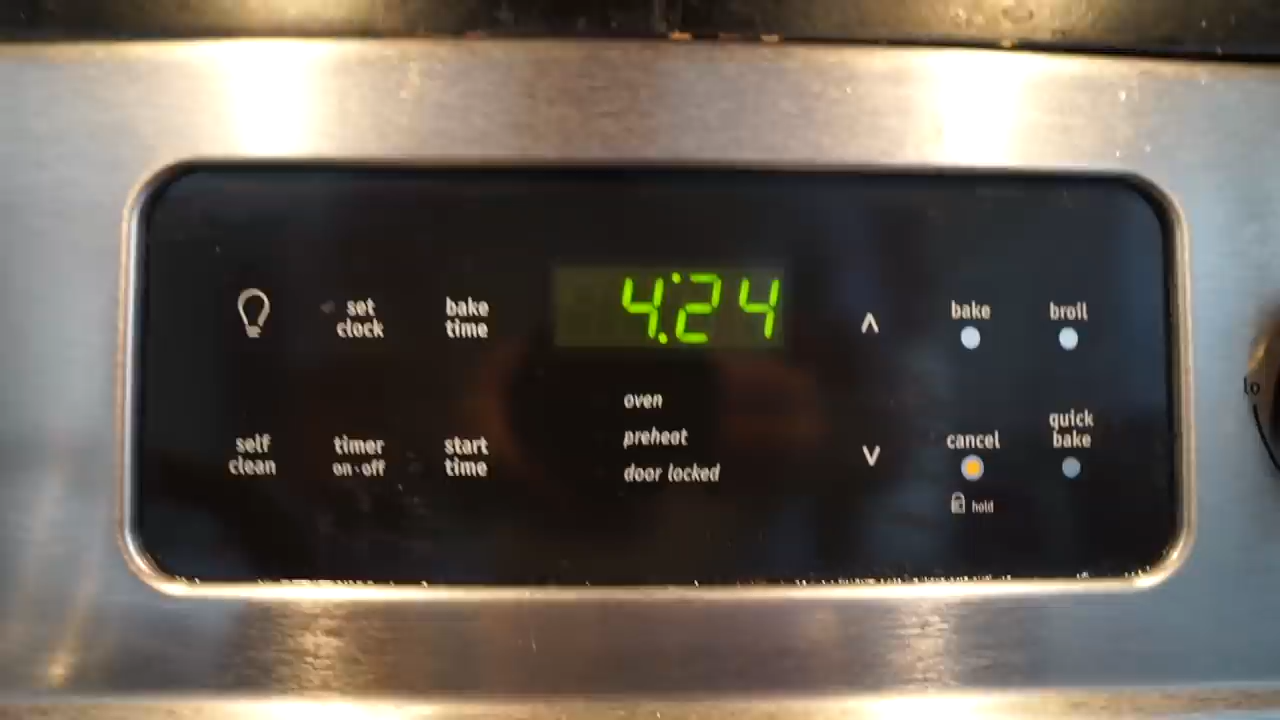 4:24
set
clock
bake
time
∧
bake
broil
oven
preheat
door locked
self
clean
timer
on·off
start
time
∨
cancel
quick
bake
hold
lo